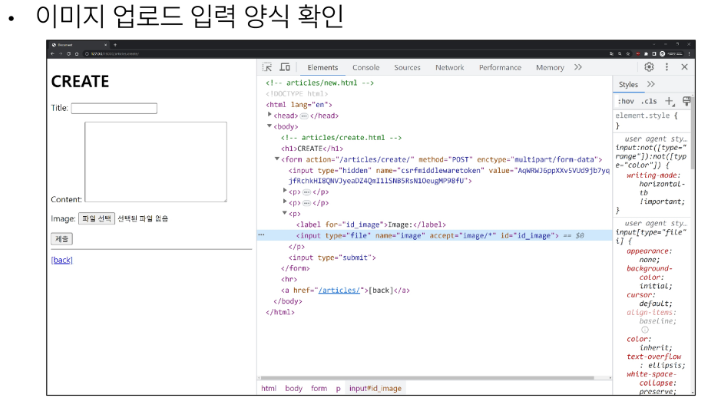 • 이미지 업로드 입력 양식 확인
CREATE
Title:
Content:
Image: 파일 선택 선택된 파일 없음
제출
[back]
Elements Console Sources Network Performance Memory
<!-- articles/new.html -->
<!DOCTYPE html>
<html lang="en">
<head> </head>
<body>
<!-- articles/create.html -->
<h1>CREATE</h1>
<form action="/articles/create/" method="POST" enctype="multipart/form-data">
<input type="hidden" name="csrfmiddlewaretoken" value=
<p> </p>
<p> </p>
<p>
<label for="id_image">Image:</label>
<input type="file" name="image" accept="image/*" id="id_image"> == $0
</p>
<input type="submit">
</form>
<hr>
<a href="/articles/">[back]</a>
</body>
</html>
html body form p input#id_image
Styles
:hov .cls
element.style {
}
user agent sty…
input:not([type="
range"]):not([typ
e="color"]) {
writing-mode:
horizontal-
tb
!important;
}
user agent sty…
input[type="file"
i] {
appearance:
none;
background-
color:
initial;
cursor:
default;
align-items:
baseline;
color:
inherit;
text-overflow
: ellipsis;
white-space-
collapse:
preserve;